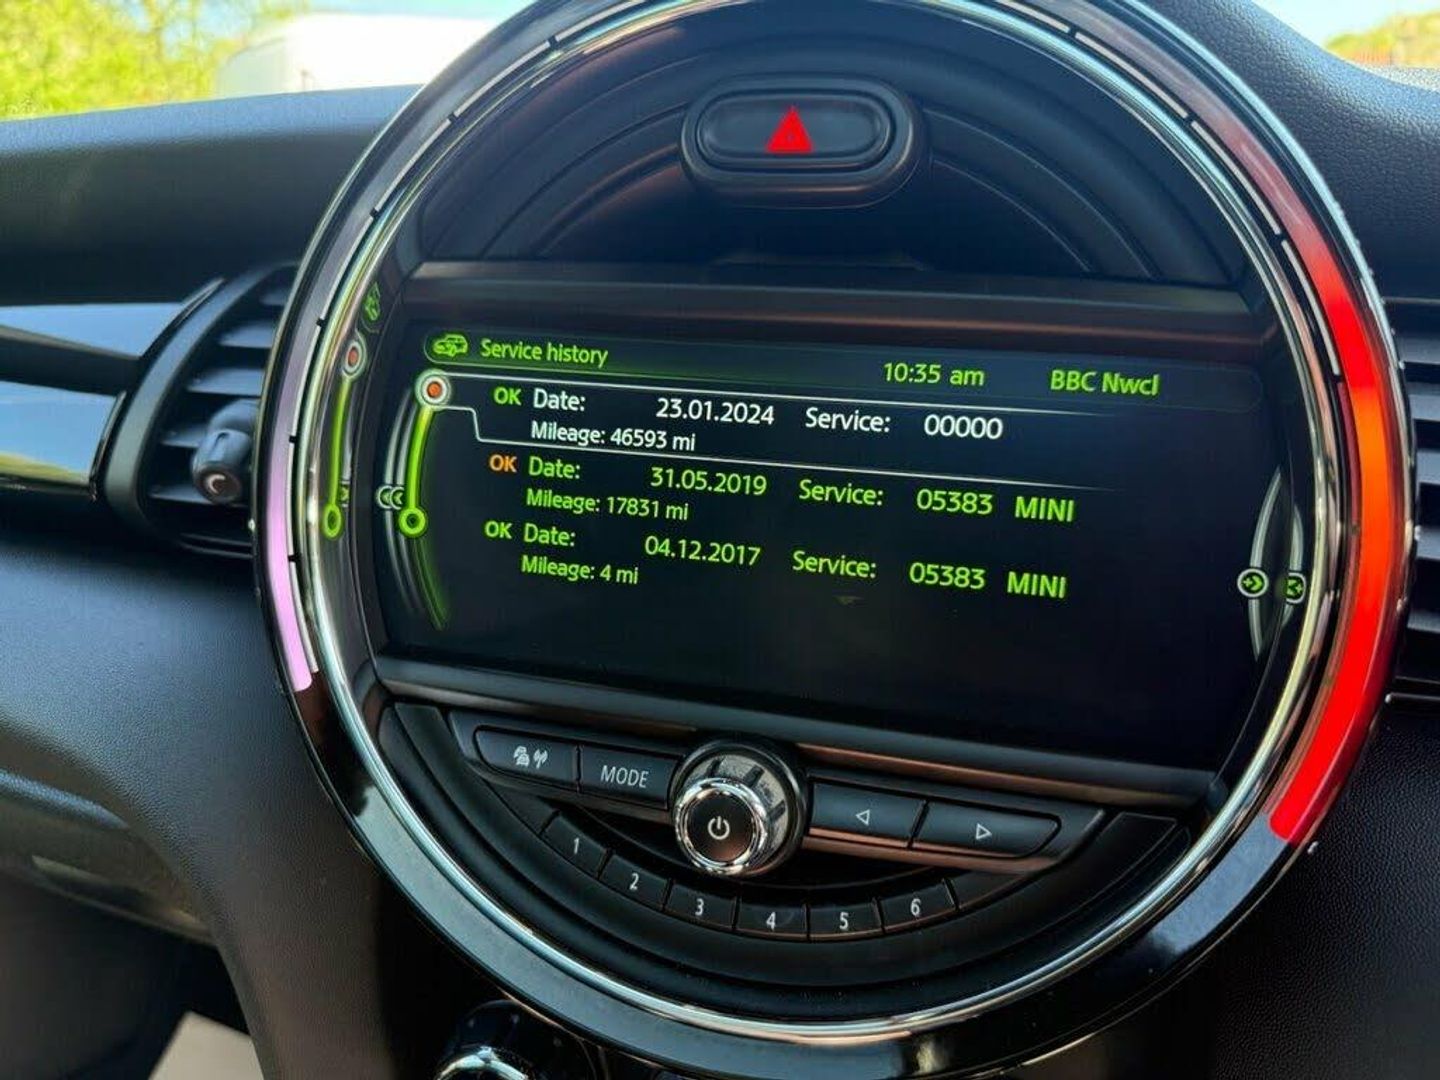 Service history 10:35 am BBC Nwcl
OK Date: 23.01.2024 Service: 00000
Mileage: 46593 mi
OK Date: 31.05.2019 Service: 05383 MINI
Mileage: 17831 mi
OK Date: 04.12.2017 Service: 05383 MINI
Mileage: 4 mi
MODE
1 2 3 4 5 6